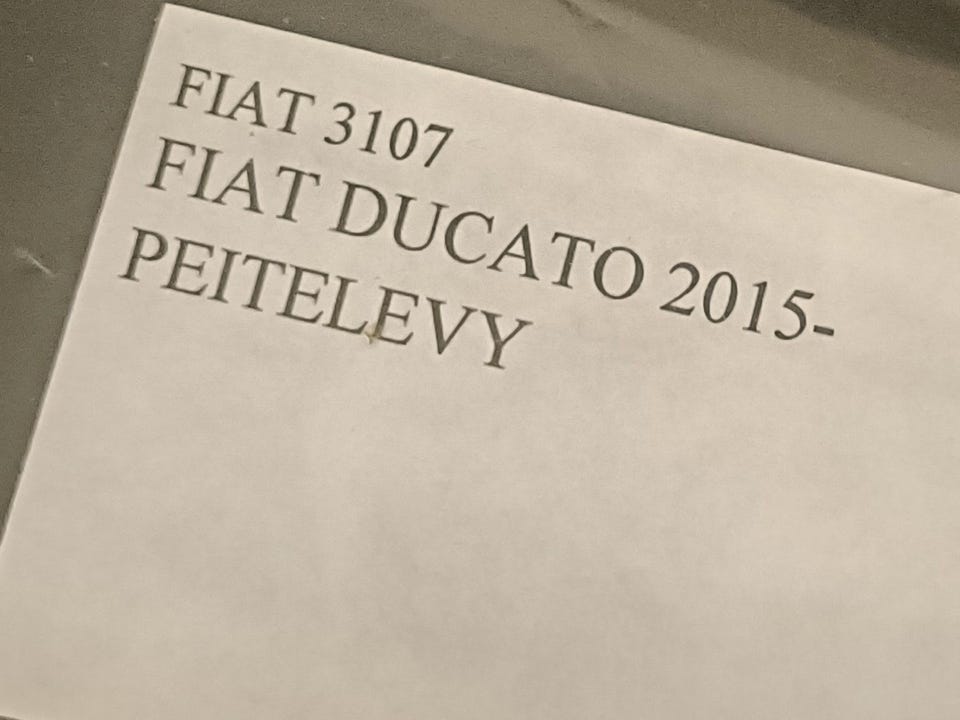 FIAT 3107
FIAT DUCATO 2015-
PEITELEVY